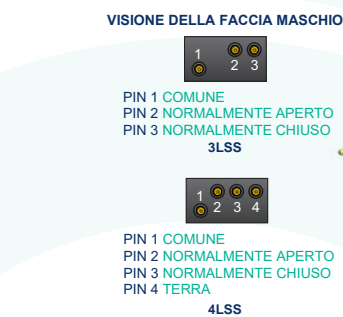 VISIONE DELLA FACCIA MASCHIO
1 2 3
PIN 1 COMUNE
PIN 2 NORMALMENTE APERTO
PIN 3 NORMALMENTE CHIUSO
3LSS
1 2 3 4
PIN 1 COMUNE
PIN 2 NORMALMENTE APERTO
PIN 3 NORMALMENTE CHIUSO
PIN 4 TERRA
4LSS